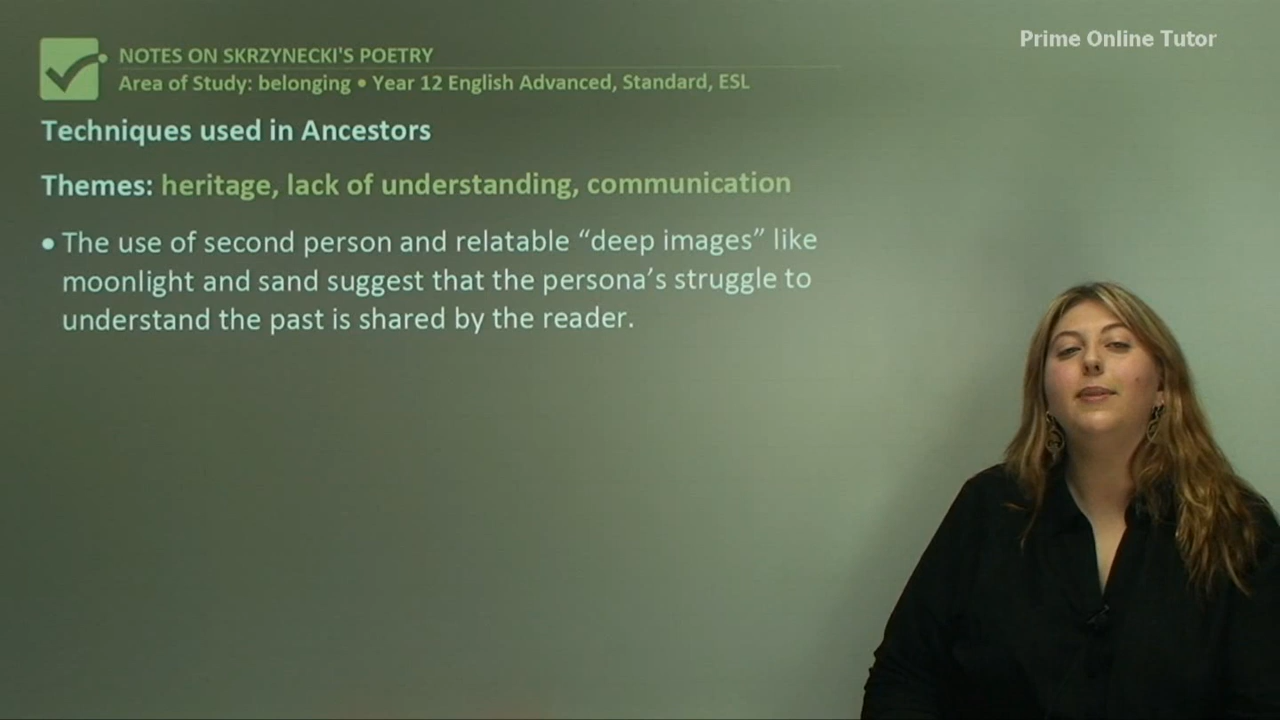 Prime Online Tutor
NOTES ON SKRZYNECKI'S POETRY
Area of Study: belonging • Year 12 English Advanced, Standard, ESL
Techniques used in Ancestors
Themes: heritage, lack of understanding, communication
• The use of second person and relatable “deep images” like
moonlight and sand suggest that the persona’s struggle to
understand the past is shared by the reader.